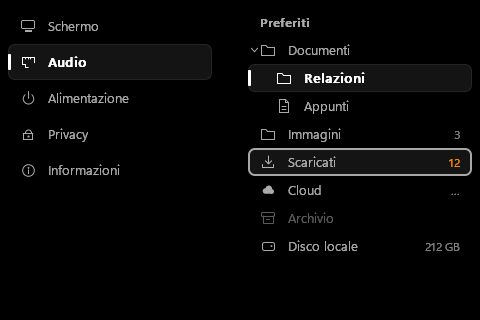 Schermo
Audio
Alimentazione
Privacy
Informazioni
Preferiti
Documenti
Relazioni
Appunti
Immagini 3
Scaricati 12
Cloud ...
Archivio
Disco locale 212 GB